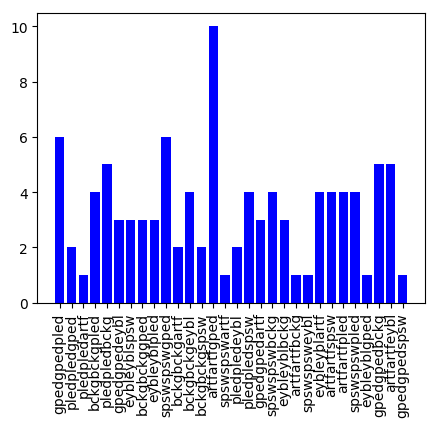 10
8
6
4
2
0
gpedgpedpled
pledpledgped
pledpledartf
bckgbckgpled
pledpledbckg
gpedgpedeybl
eybleyblspsw
bckgbckggped
eybleyblpled
spswspswgped
bckgbckgartf
bckgbckgeybl
bckgbckgspsw
artfartfgped
spswspswartf
pledpledeybl
pledpledspsw
gpedgpedartf
spswspswbckg
eybleyblbckg
artfartfbckg
spswspsweybl
eybleyblartf
artfartfspsw
artfartfpled
spswspswpled
eybleyblgped
gpedgpedbckg
artfartfeybl
gpedgpedspsw